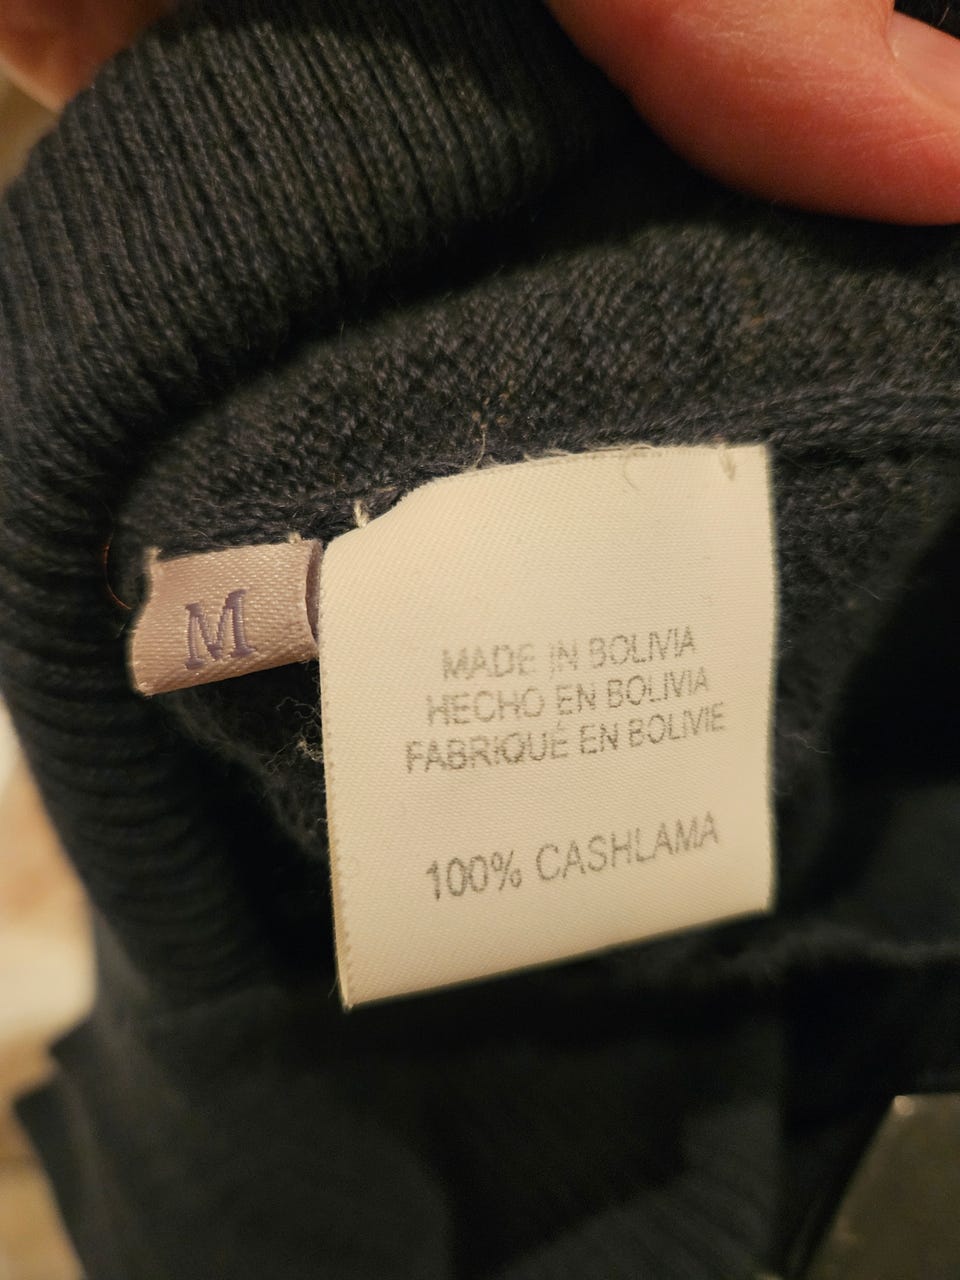 M
MADE IN BOLIVIA
HECHO EN BOLIVIA
FABRIQUÉ EN BOLIVIE
100% CASHLAMA